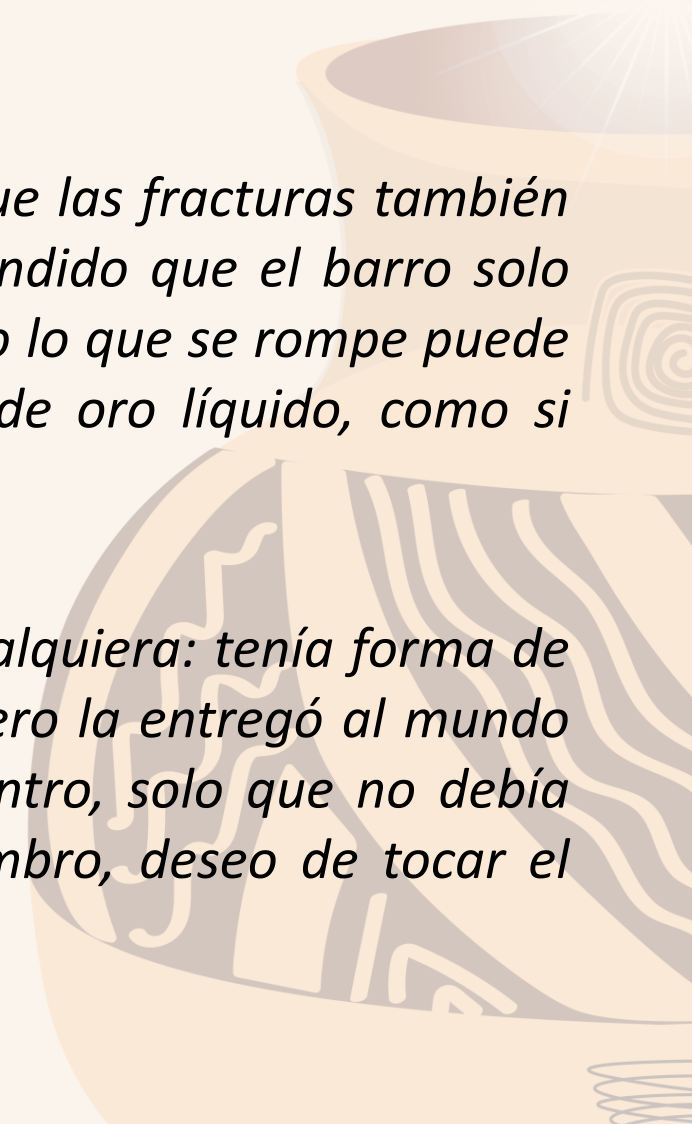 ue las fracturas también
ndido que el barro solo
o lo que se rompe puede
de oro líquido, como si
alquiera: tenía forma de
ero la entregó al mundo
ntro, solo que no debía
mbro, deseo de tocar el